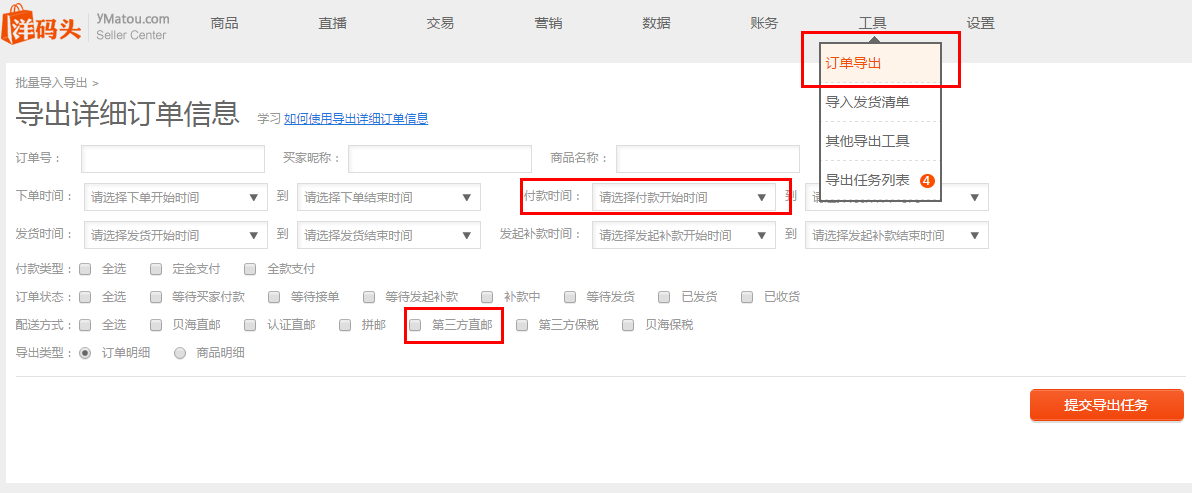 洋码头 YMatou.com Seller Center
商品 直播 交易 营销 数据 账务 工具 设置
订单导出
导入发货清单
其他导出工具
导出任务列表 4
批量导入导出 >
导出详细订单信息 学习 如何使用导出详细订单信息
订单号： 买家昵称： 商品名称：
下单时间： 请选择下单开始时间 到 请选择下单结束时间 付款时间： 请选择付款开始时间 到
发货时间： 请选择发货开始时间 到 请选择发货结束时间 发起补款时间： 请选择发起补款开始时间 到 请选择发起补款结束时间
付款类型： 全选 定金支付 全款支付
订单状态： 全选 等待买家付款 等待接单 等待发起补款 补款中 等待发货 已发货 已收货
配送方式： 全选 贝海直邮 认证直邮 拼邮 第三方直邮 第三方保税 贝海保税
导出类型： 订单明细 商品明细
提交导出任务